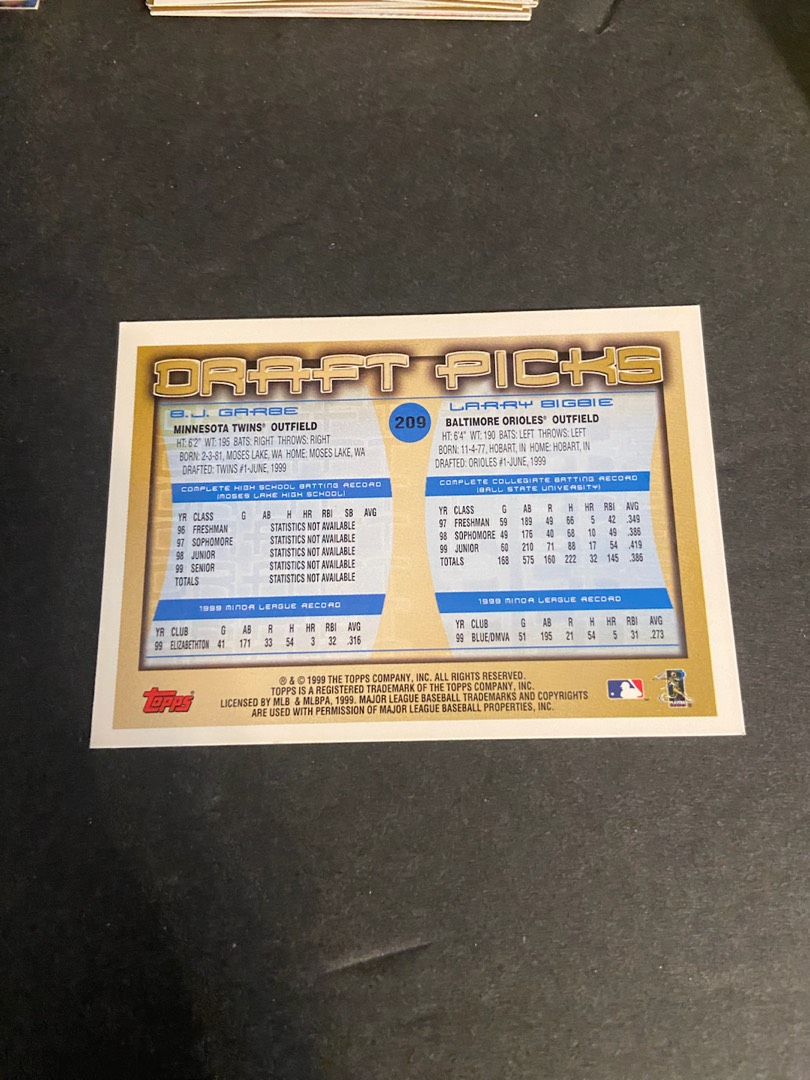 DRAFT PICKS
209
B.J. GARBE
MINNESOTA TWINS® OUTFIELD
HT: 6'2" WT: 195 BATS: RIGHT THROWS: RIGHT
BORN: 2-3-81, MOSES LAKE, WA HOME: MOSES LAKE, WA
DRAFTED: TWINS #1-JUNE, 1999
COMPLETE HIGH SCHOOL BATTING RECORD
(MOSES LAKE HIGH SCHOOL)
YR CLASS G AB R H HR RBI SB AVG
96 FRESHMAN STATISTICS NOT AVAILABLE
97 SOPHOMORE STATISTICS NOT AVAILABLE
98 JUNIOR STATISTICS NOT AVAILABLE
99 SENIOR STATISTICS NOT AVAILABLE
TOTALS STATISTICS NOT AVAILABLE
1999 MINOR LEAGUE RECORD
YR CLUB G AB R H HR RBI AVG
99 ELIZABETHTON 41 171 33 54 3 32 .316
LARRY BIGBIE
BALTIMORE ORIOLES® OUTFIELD
HT: 6'4" WT: 190 BATS: LEFT THROWS: LEFT
BORN: 11-4-77, HOBART, IN HOME: HOBART, IN
DRAFTED: ORIOLES #1-JUNE, 1999
COMPLETE COLLEGIATE BATTING RECORD
(BALL STATE UNIVERSITY)
YR CLASS G AB R H HR RBI AVG
97 FRESHMAN 59 189 49 66 5 42 .349
98 SOPHOMORE 49 176 40 68 10 49 .386
99 JUNIOR 60 210 71 88 17 54 .419
TOTALS 168 575 160 222 32 145 .386
1999 MINOR LEAGUE RECORD
YR CLUB G AB R H HR RBI AVG
99 BLUE/DMVA 51 195 21 54 5 31 .273
Topps®
® & © 1999 THE TOPPS COMPANY, INC. ALL RIGHTS RESERVED.
TOPPS IS A REGISTERED TRADEMARK OF THE TOPPS COMPANY, INC.
LICENSED BY MLB & MLBPA, 1999. MAJOR LEAGUE BASEBALL TRADEMARKS AND COPYRIGHTS
ARE USED WITH PERMISSION OF MAJOR LEAGUE BASEBALL PROPERTIES, INC.